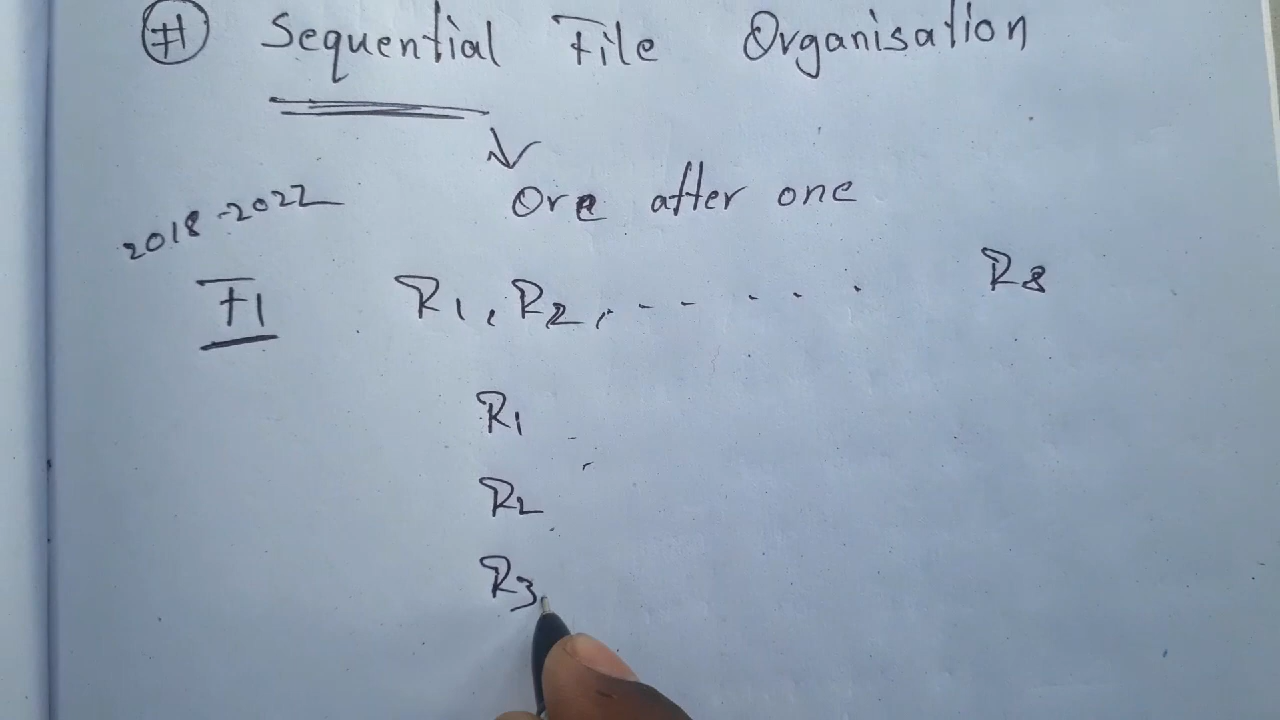 # Sequential File Organisation
One after one
2018-2022
F1 R1, R2, - - - - - . R8
R1
R2
R3